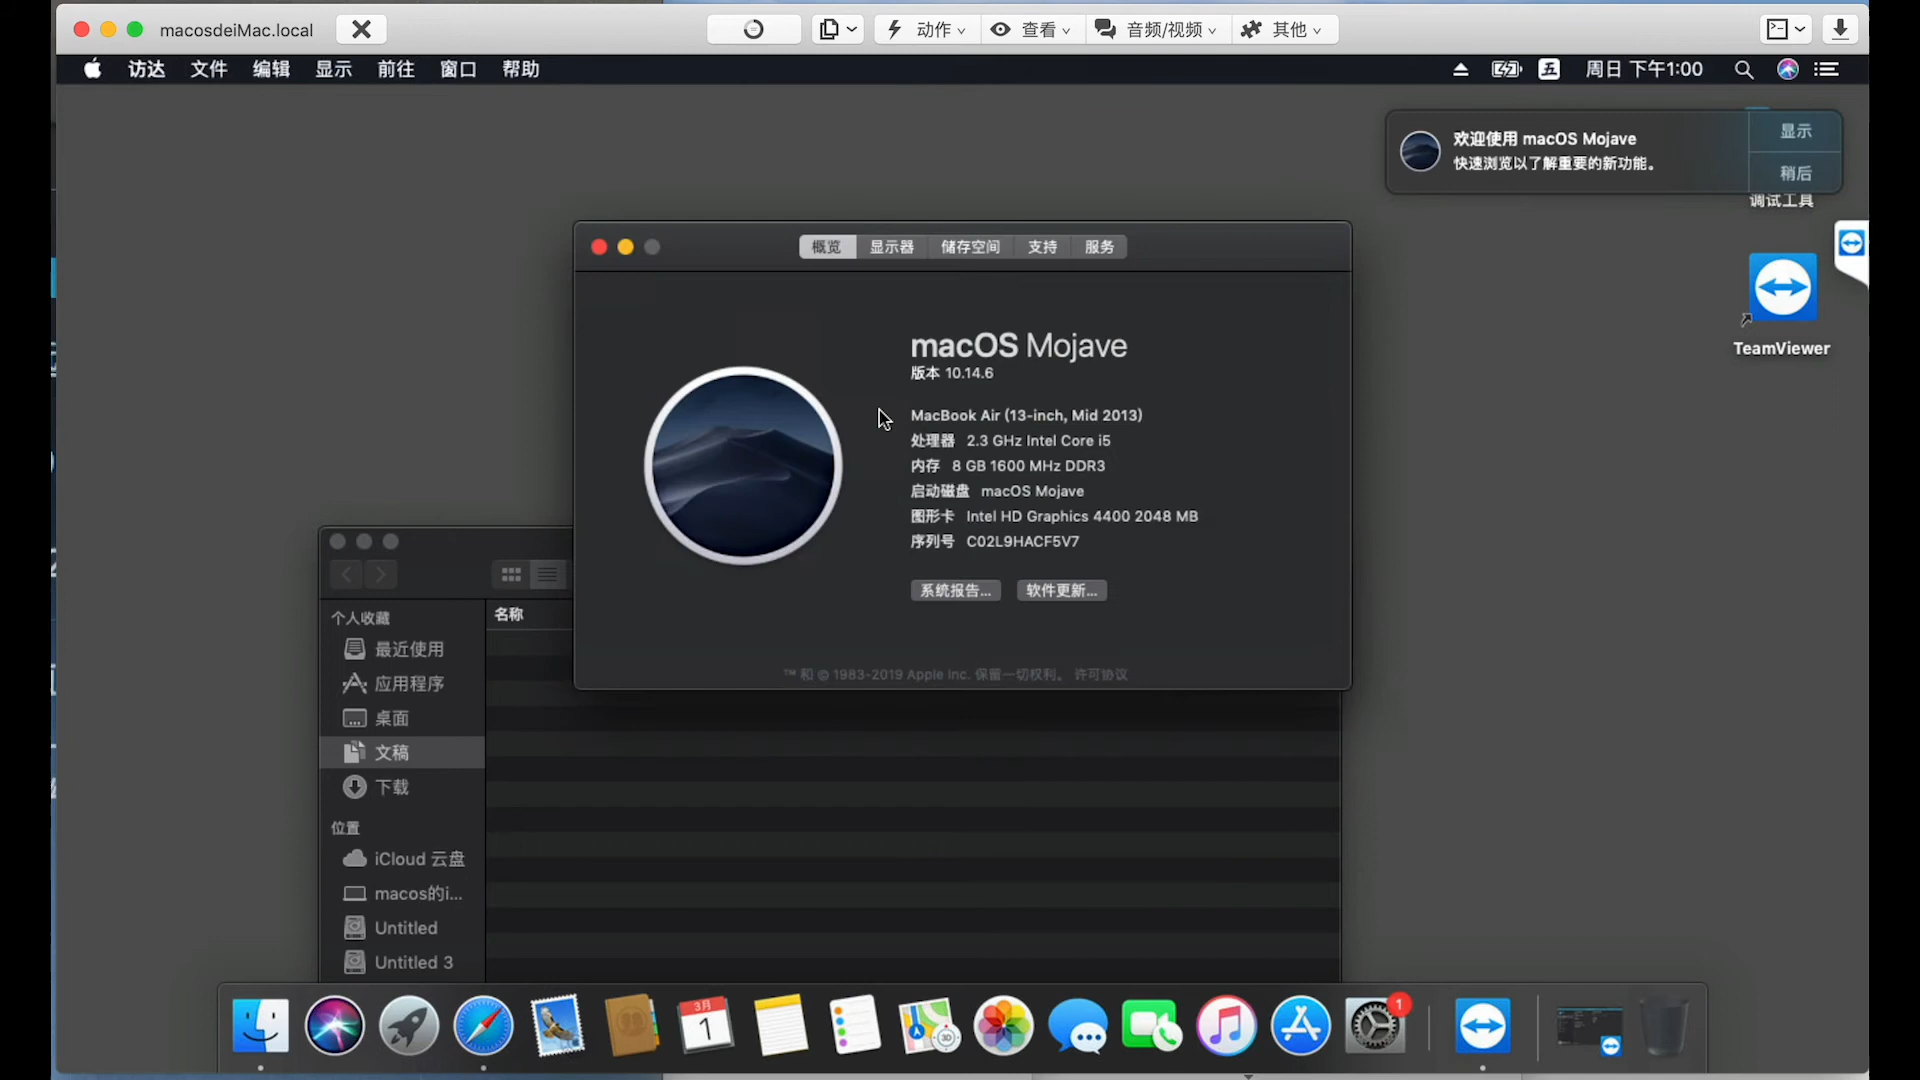 macosdeiMac.local
动作
查看
音频/视频
其他
访达 文件 编辑 显示 前往 窗口 帮助
五 周日 下午1:00
欢迎使用 macOS Mojave
快速浏览以了解重要的新功能。
显示
稍后
调试工具
TeamViewer
概览 显示器 储存空间 支持 服务
macOS Mojave
版本 10.14.6
MacBook Air (13-inch, Mid 2013)
处理器 2.3 GHz Intel Core i5
内存 8 GB 1600 MHz DDR3
启动磁盘 macOS Mojave
图形卡 Intel HD Graphics 4400 2048 MB
序列号 C02L9HACF5V7
系统报告... 软件更新...
™ 和 © 1983-2019 Apple Inc. 保留一切权利。 许可协议
名称
个人收藏
最近使用
应用程序
桌面
文稿
下载
位置
iCloud 云盘
macos的i...
Untitled
Untitled 3
3月
1
3D
1